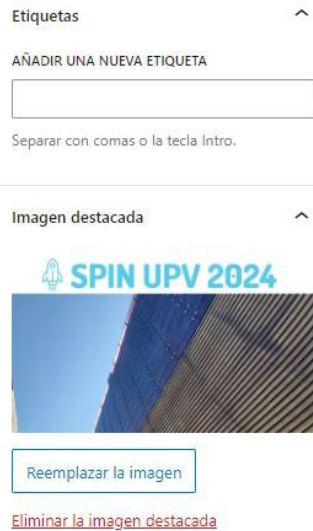 Etiquetas
AÑADIR UNA NUEVA ETIQUETA
Separar con comas o la tecla Intro.
Imagen destacada
SPIN UPV 2024
Reemplazar la imagen
Eliminar la imagen destacada